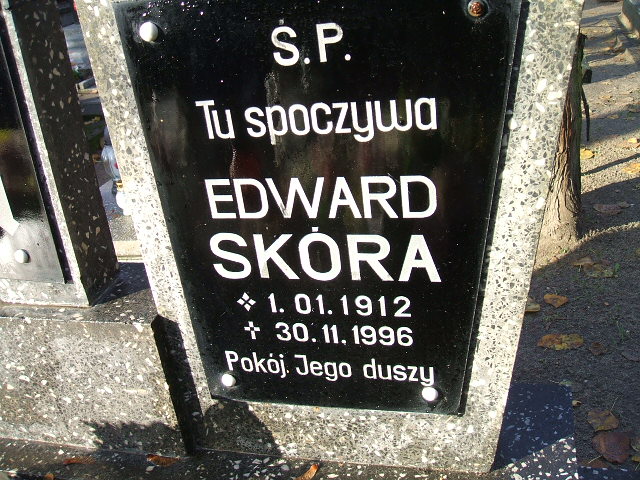 Ś.P.
Tu spoczywa
EDWARD
SKÓRA
1.01.1912
✝ 30.11.1996
Pokój Jego duszy